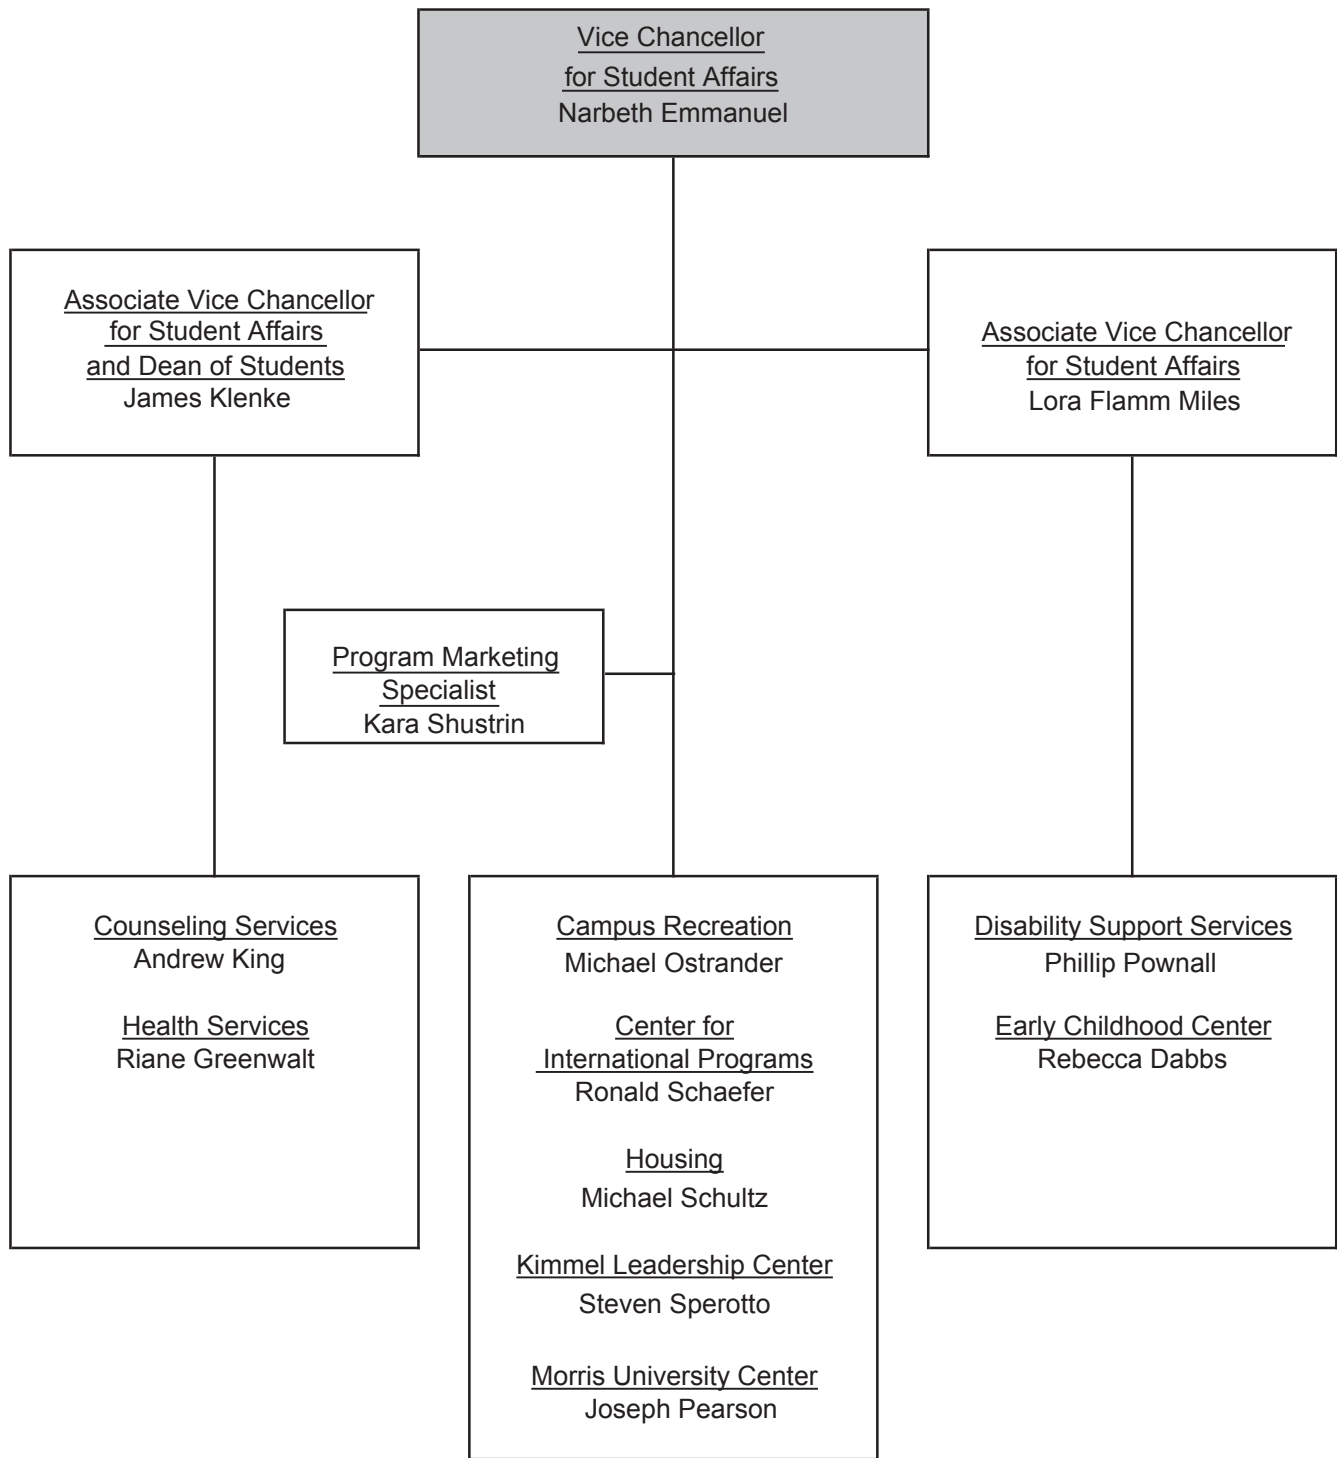 Vice Chancellor
for Student Affairs
Narbeth Emmanuel
Associate Vice Chancellor
for Student Affairs
and Dean of Students
James Klenke
Associate Vice Chancellor
for Student Affairs
Lora Flamm Miles
Program Marketing
Specialist
Kara Shustrin
Counseling Services
Andrew King
Health Services
Riane Greenwalt
Campus Recreation
Michael Ostrander
Center for
International Programs
Ronald Schaefer
Housing
Michael Schultz
Kimmel Leadership Center
Steven Sperotto
Morris University Center
Joseph Pearson
Disability Support Services
Phillip Pownall
Early Childhood Center
Rebecca Dabbs